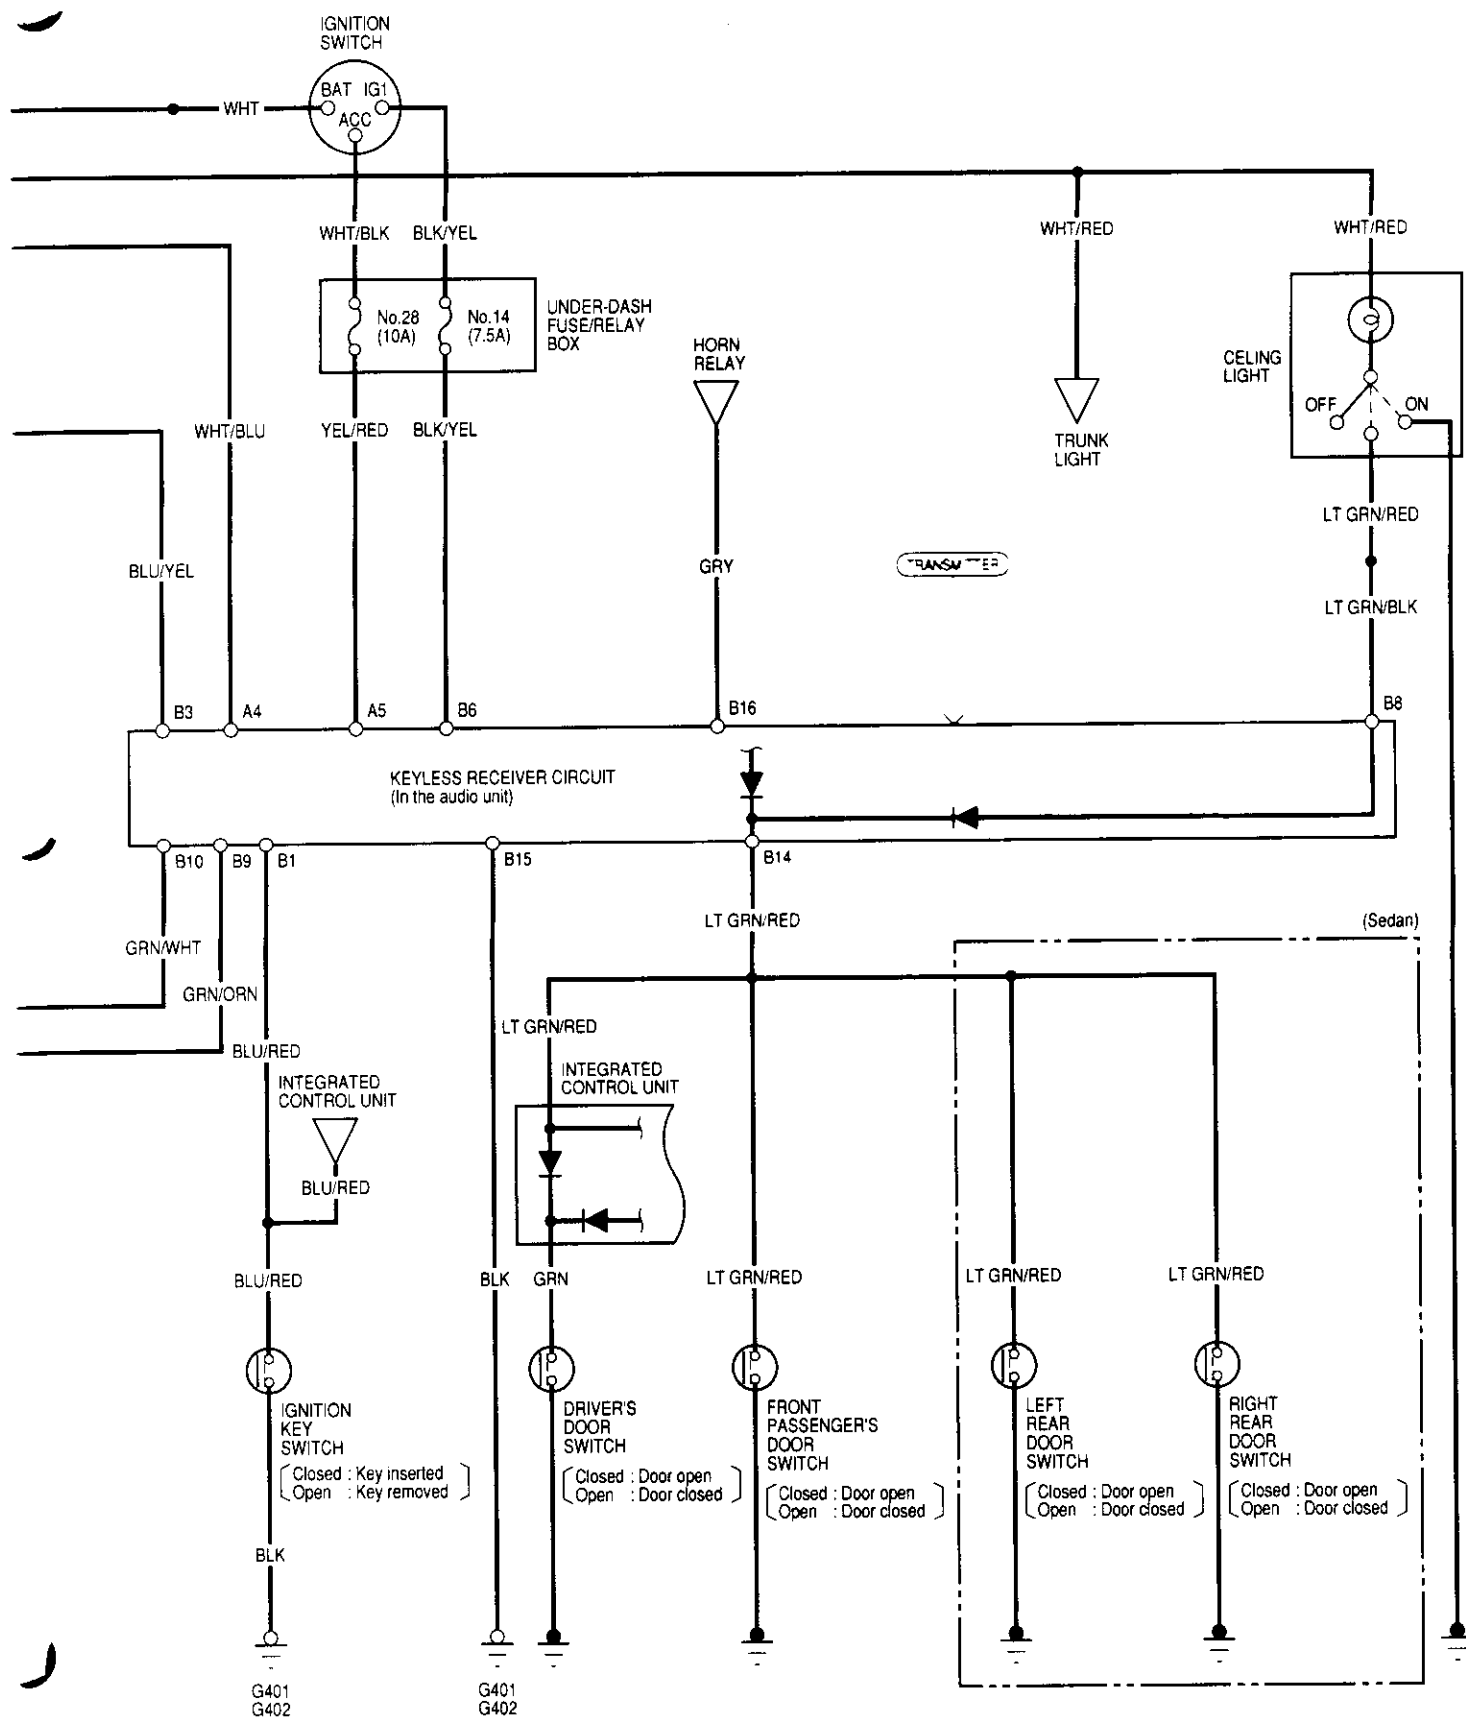 IGNITION
SWITCH
BAT IG1
ACC
WHT
WHT/BLK BLK/YEL
WHT/RED
WHT/RED
No.28
(10A)
No.14
(7.5A)
UNDER-DASH
FUSE/RELAY
BOX
HORN
RELAY
CELING
LIGHT
OFF
ON
WHT/BLU
YEL/RED
BLK/YEL
TRUNK
LIGHT
LT GRN/RED
BLU/YEL
GRY
LT GRN/BLK
B3
A4
A5
B6
B16
B8
KEYLESS RECEIVER CIRCUIT
(In the audio unit)
B10
B9
B1
B15
B14
LT GRN/RED
(Sedan)
GRN/WHT
GRN/ORN
LT GRN/RED
BLU/RED
INTEGRATED
CONTROL UNIT
INTEGRATED
CONTROL UNIT
BLU/RED
BLU/RED
BLK
GRN
LT GRN/RED
LT GRN/RED
LT GRN/RED
IGNITION
KEY
SWITCH
(Closed : Key inserted
Open : Key removed)
DRIVER'S
DOOR
SWITCH
(Closed : Door open
Open : Door closed)
FRONT
PASSENGER'S
DOOR
SWITCH
(Closed : Door open
Open : Door closed)
LEFT
REAR
DOOR
SWITCH
(Closed : Door open
Open : Door closed)
RIGHT
REAR
DOOR
SWITCH
(Closed : Door open
Open : Door closed)
BLK
G401
G402
G401
G402